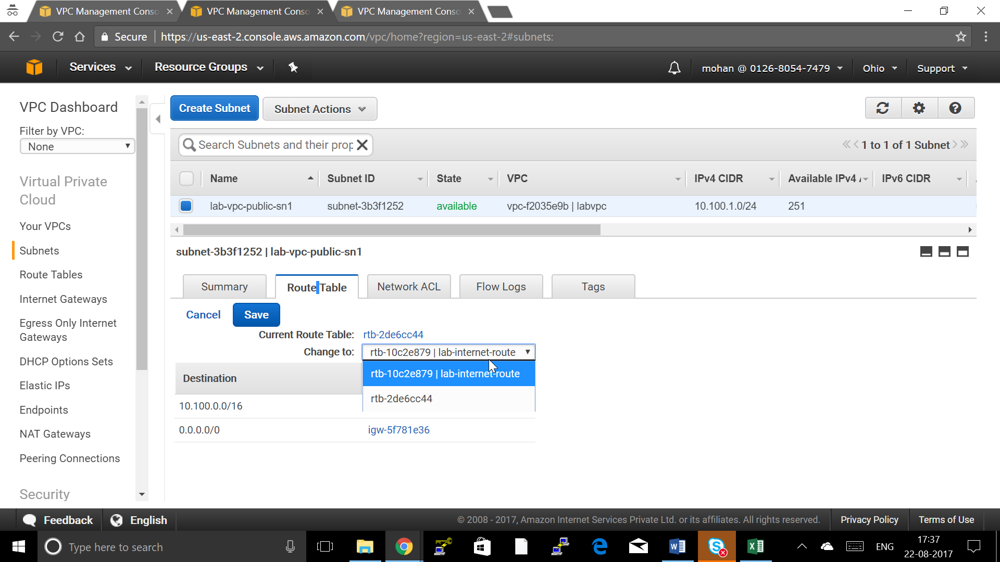 VPC Management Conso
VPC Management Conso
VPC Management Conso
Secure
https://us-east-2.console.aws.amazon.com/vpc/home?region=us-east-2#subnets:
Services
Resource Groups
mohan @ 0126-8054-7479
Ohio
Support
VPC Dashboard
Filter by VPC:
None
Virtual Private
Cloud
Your VPCs
Subnets
Route Tables
Internet Gateways
Egress Only Internet
Gateways
DHCP Options Sets
Elastic IPs
Endpoints
NAT Gateways
Peering Connections
Security
Create Subnet
Subnet Actions
Search Subnets and their prop
1 to 1 of 1 Subnet
Name Subnet ID State VPC IPv4 CIDR Available IPv4 IPv6 CIDR
lab-vpc-public-sn1 subnet-3b3f1252 available vpc-f2035e9b | labvpc 10.100.1.0/24 251
subnet-3b3f1252 | lab-vpc-public-sn1
Summary Route Table Network ACL Flow Logs Tags
Cancel Save
Current Route Table: rtb-2de6cc44
Change to: rtb-10c2e879 | lab-internet-route
rtb-10c2e879 | lab-internet-route
rtb-2de6cc44
Destination
10.100.0.0/16
0.0.0.0/0 igw-5f781e36
Feedback
English
© 2008 - 2017, Amazon Internet Services Private Ltd. or its affiliates. All rights reserved.
Privacy Policy
Terms of Use
Type here to search
ENG
17:37
22-08-2017